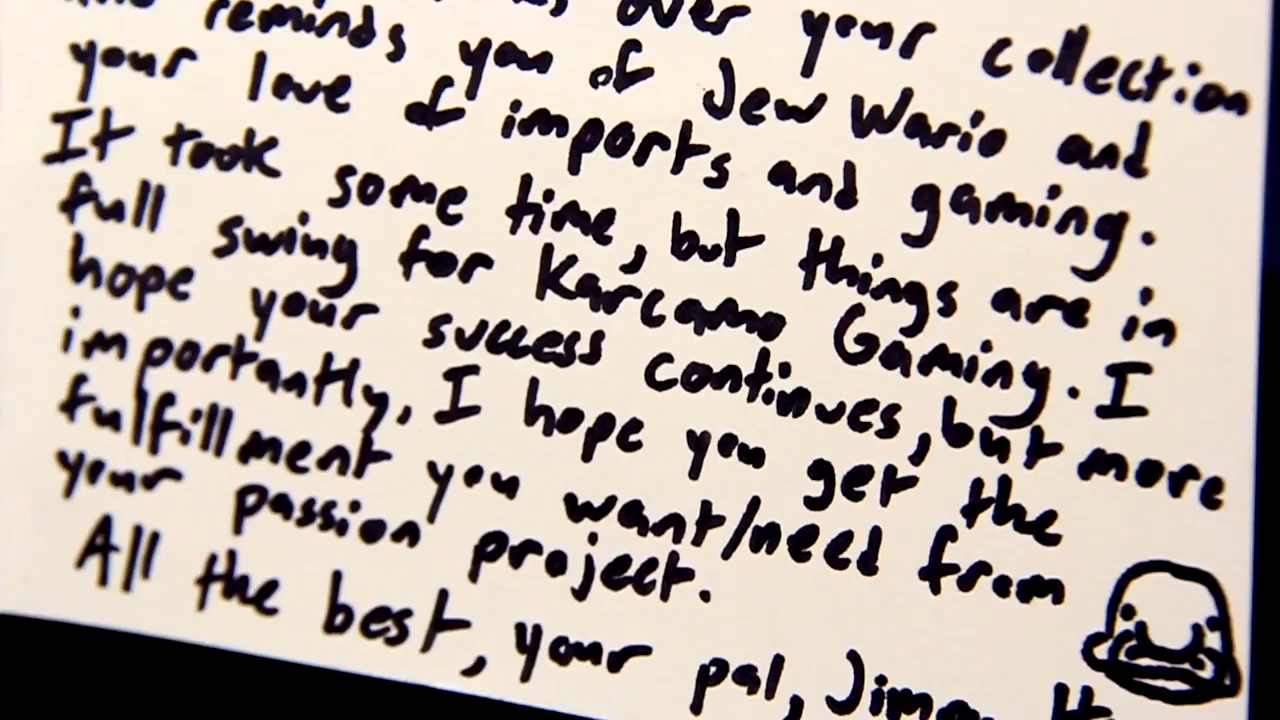 over your collection
reminds you of JewWario and
your love of imports and gaming.
It took some time, but things are in
full swing for Karcamo Gaming. I
hope your success continues, but more
importantly, I hope you get the
fulfillment you want/need from
your passion project.
All the best, your pal,